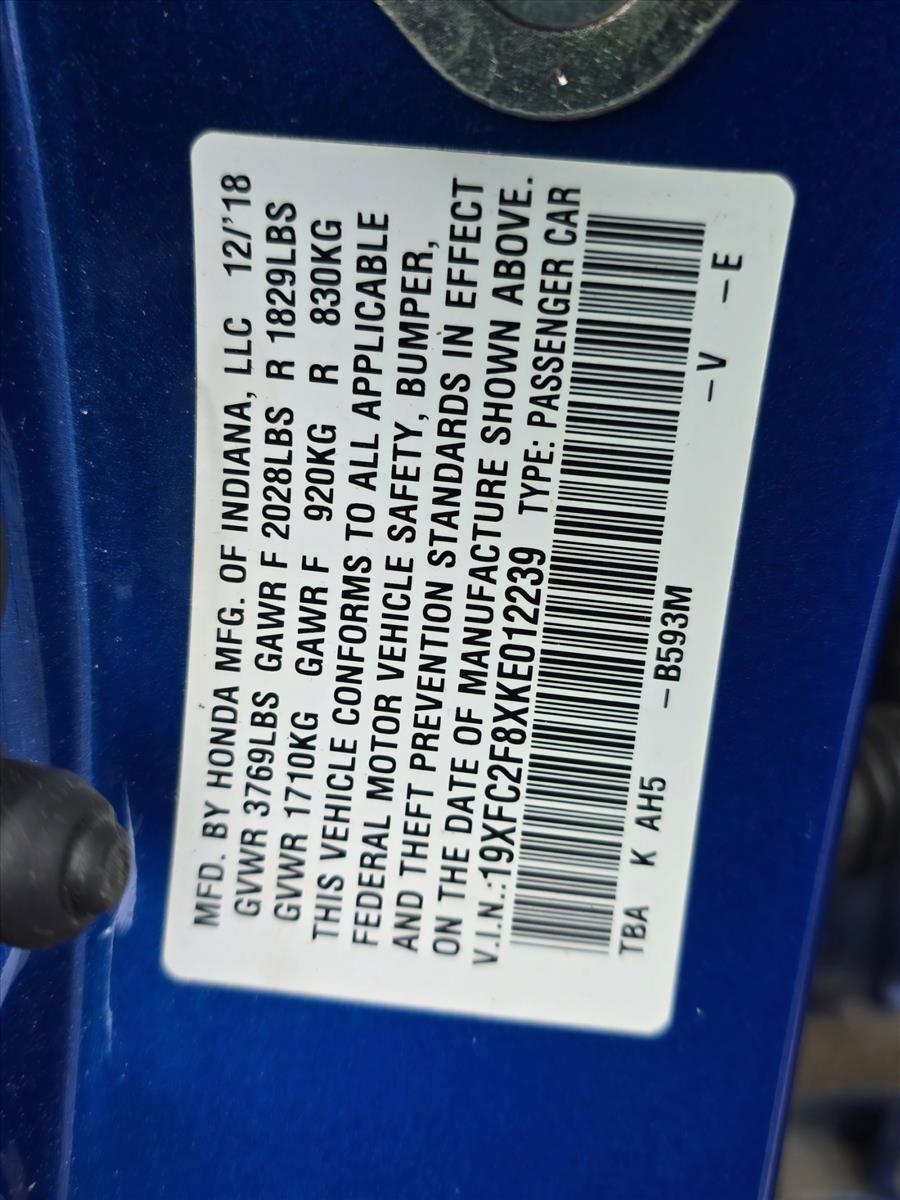 MFD. BY HONDA MFG. OF INDIANA, LLC 12/'18
GVWR 3769LBS GAWR F 2028LBS R 1829LBS
GVWR 1710KG GAWR F 920KG R 830KG
THIS VEHICLE CONFORMS TO ALL APPLICABLE
FEDERAL MOTOR VEHICLE SAFETY, BUMPER,
AND THEFT PREVENTION STANDARDS IN EFFECT
ON THE DATE OF MANUFACTURE SHOWN ABOVE.
V.I.N.:19XFC2F8XKE012239 TYPE: PASSENGER CAR
TBA K AH5 –B593M –V –E